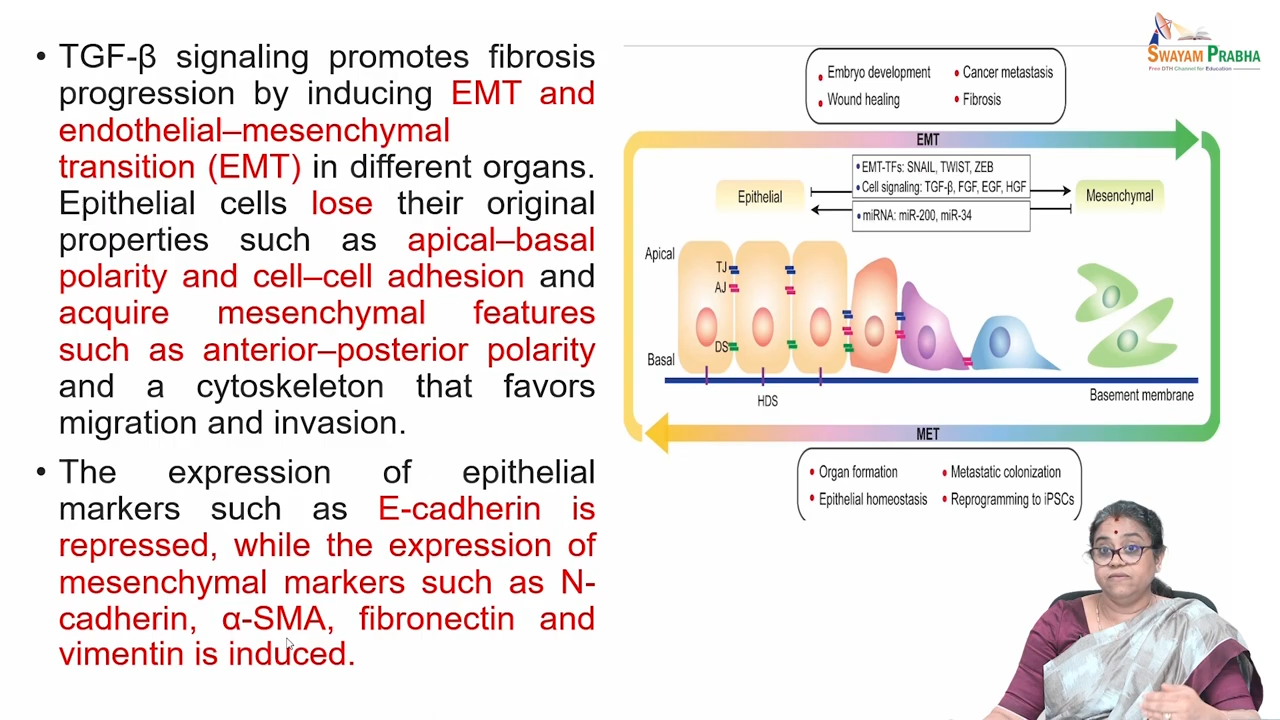 • TGF-β signaling promotes fibrosis
progression by inducing EMT and
endothelial–mesenchymal
transition (EMT) in different organs.
Epithelial cells lose their original
properties such as apical–basal
polarity and cell–cell adhesion and
acquire mesenchymal features
such as anterior–posterior polarity
and a cytoskeleton that favors
migration and invasion.
• The expression of epithelial
markers such as E-cadherin is
repressed, while the expression of
mesenchymal markers such as N-
cadherin, α-SMA, fibronectin and
vimentin is induced.
SWAYAM PRABHA
Free DTH Channel for Education
• Embryo development
• Cancer metastasis
• Wound healing
• Fibrosis
EMT
• EMT-TFs: SNAIL, TWIST, ZEB
• Cell signaling: TGF-β, FGF, EGF, HGF
• miRNA: miR-200, miR-34
Epithelial
Mesenchymal
Apical
TJ
AJ
DS
Basal
HDS
Basement membrane
MET
• Organ formation
• Metastatic colonization
• Epithelial homeostasis
• Reprogramming to iPSCs